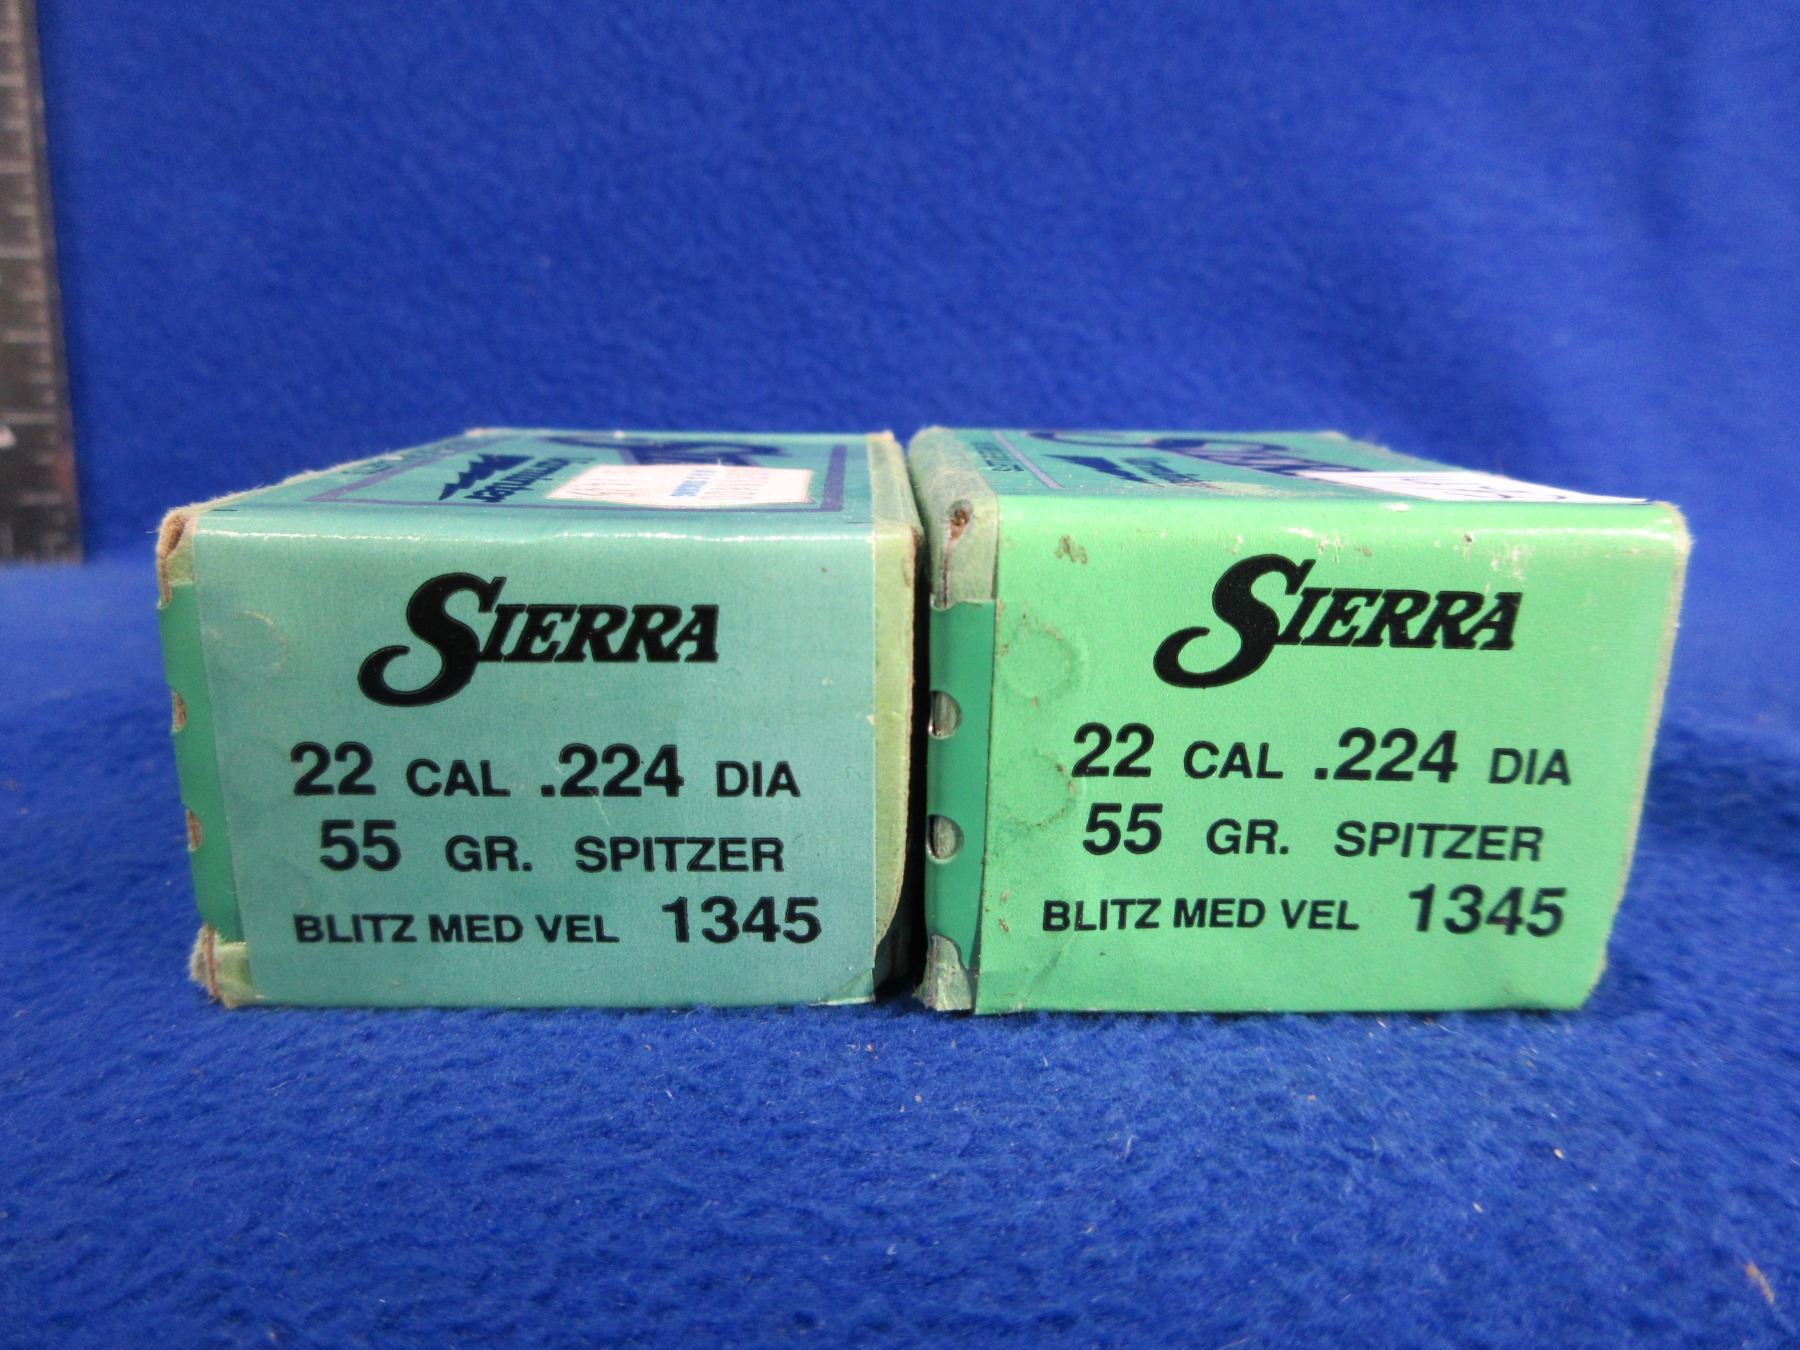 SIERRA
22 CAL .224 DIA
55 GR. SPITZER
BLITZ MED VEL 1345
SIERRA
22 CAL .224 DIA
55 GR. SPITZER
BLITZ MED VEL 1345